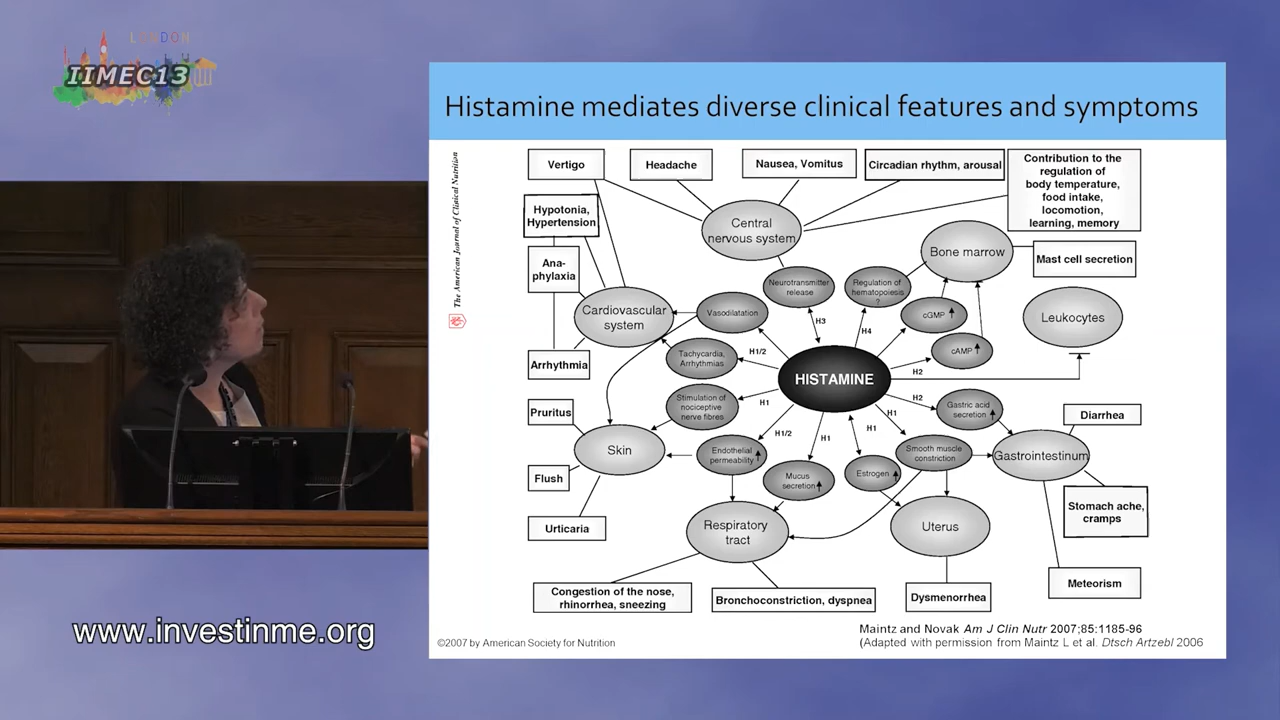 LONDON
IIMEC13
www.investinme.org
Histamine mediates diverse clinical features and symptoms
The American Journal of Clinical Nutrition
Vertigo
Headache
Nausea, Vomitus
Circadian rhythm, arousal
Contribution to the
regulation of
body temperature,
food intake,
locomotion,
learning, memory
Hypotonia,
Hypertension
Central
nervous system
Bone marrow
Mast cell secretion
Ana-
phylaxia
Neurotransmitter
release
Regulation of
hematopoiesis
?
Cardiovascular
system
Vasodilatation
H3
H4
cGMP
Leukocytes
Arrhythmia
Tachycardia,
Arrhythmias
H1/2
HISTAMINE
cAMP
H2
Pruritus
Stimulation of
nociceptive
nerve fibres
H1
H2
Gastric acid
secretion
Diarrhea
Skin
Endothelial
permeability
H1/2
H1
H1
H1
Smooth muscle
constriction
Gastrointestinum
Flush
Mucus
secretion
Estrogen
Stomach ache,
cramps
Urticaria
Respiratory
tract
Uterus
Meteorism
Congestion of the nose,
rhinorrhea, sneezing
Bronchoconstriction, dyspnea
Dysmenorrhea
©2007 by American Society for Nutrition
Maintz and Novak Am J Clin Nutr 2007;85:1185-96
(Adapted with permission from Maintz L et al. Dtsch Artzebl 2006